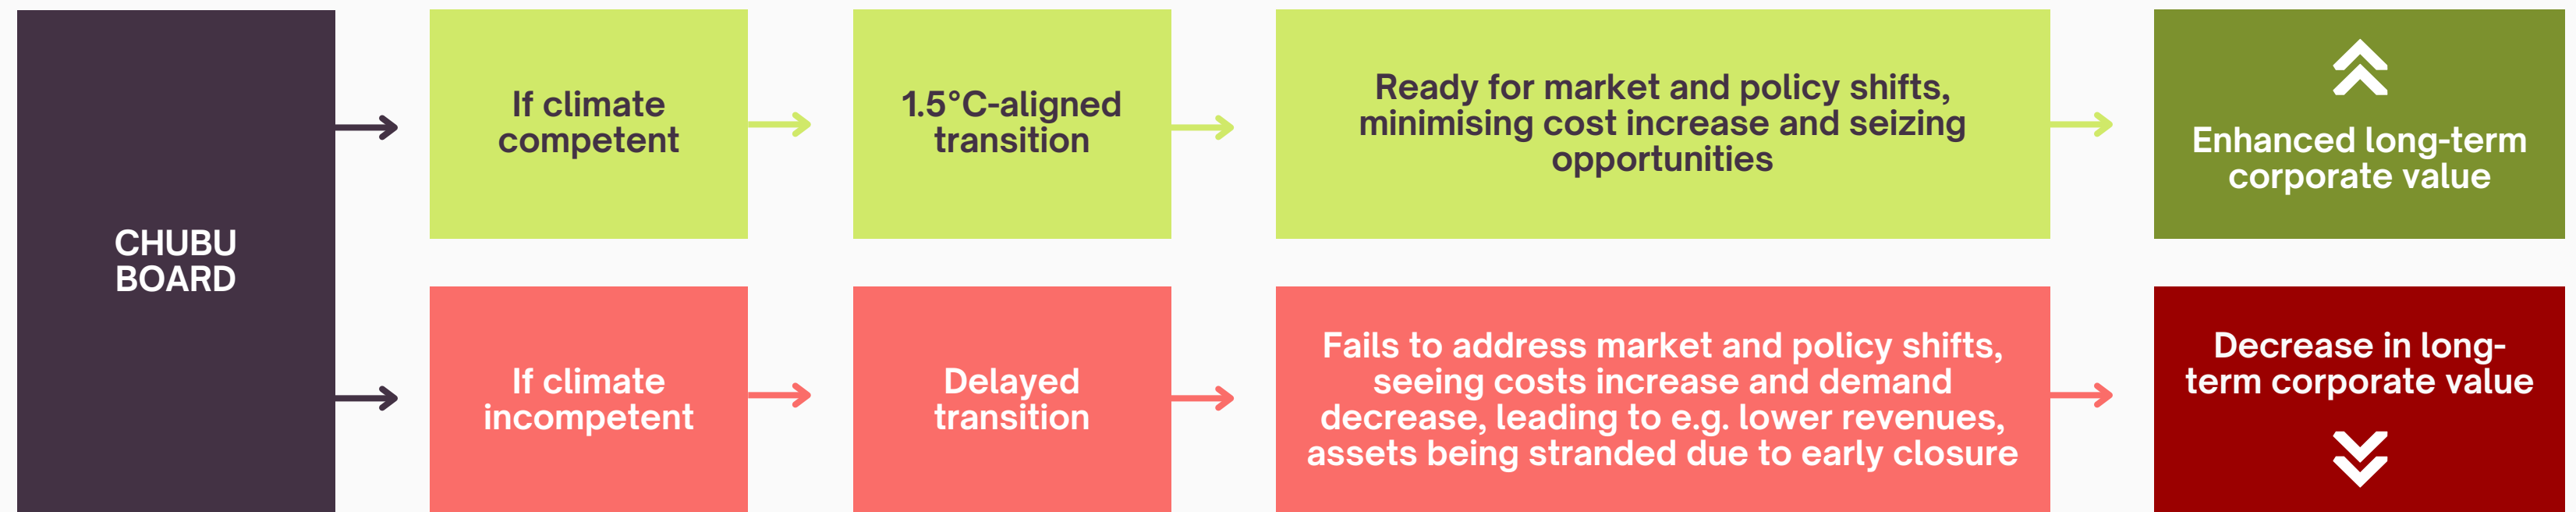 CHUBU
BOARD
If climate
competent
1.5°C-aligned
transition
Ready for market and policy shifts,
minimising cost increase and seizing
opportunities
Enhanced long-term
corporate value
If climate
incompetent
Delayed
transition
Fails to address market and policy shifts,
seeing costs increase and demand
decrease, leading to e.g. lower revenues,
assets being stranded due to early closure
Decrease in long-
term corporate value